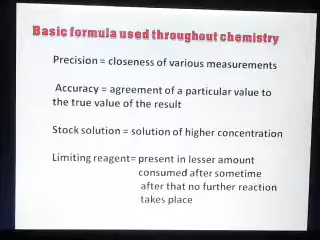 Basic formula used throughout chemistry
Precision = closeness of various measurements
Accuracy = agreement of a particular value to
the true value of the result
Stock solution = solution of higher concentration
Limiting reagent= present in lesser amount
consumed after sometime
after that no further reaction
takes place